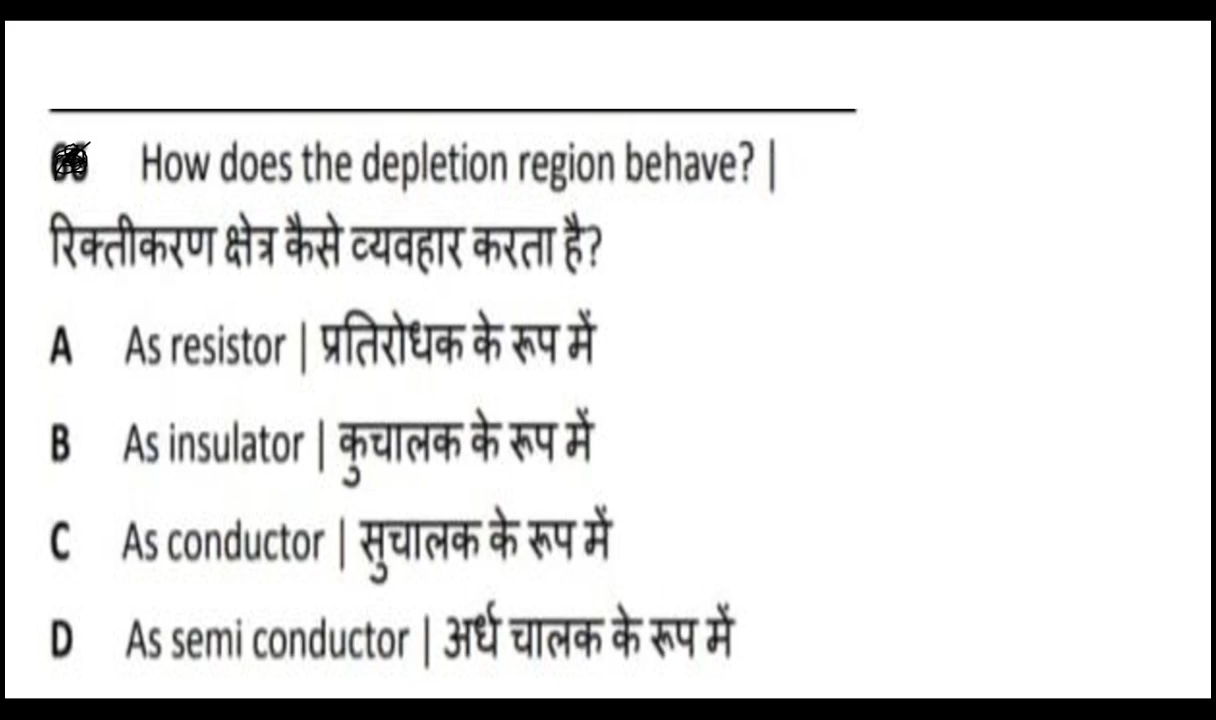 How does the depletion region behave? |
रिक्तीकरण क्षेत्र कैसे व्यवहार करता है?
A As resistor | प्रतिरोधक के रूप में
B As insulator | कुचालक के रूप में
C As conductor | सुचालक के रूप में
D As semi conductor | अर्ध चालक के रूप में